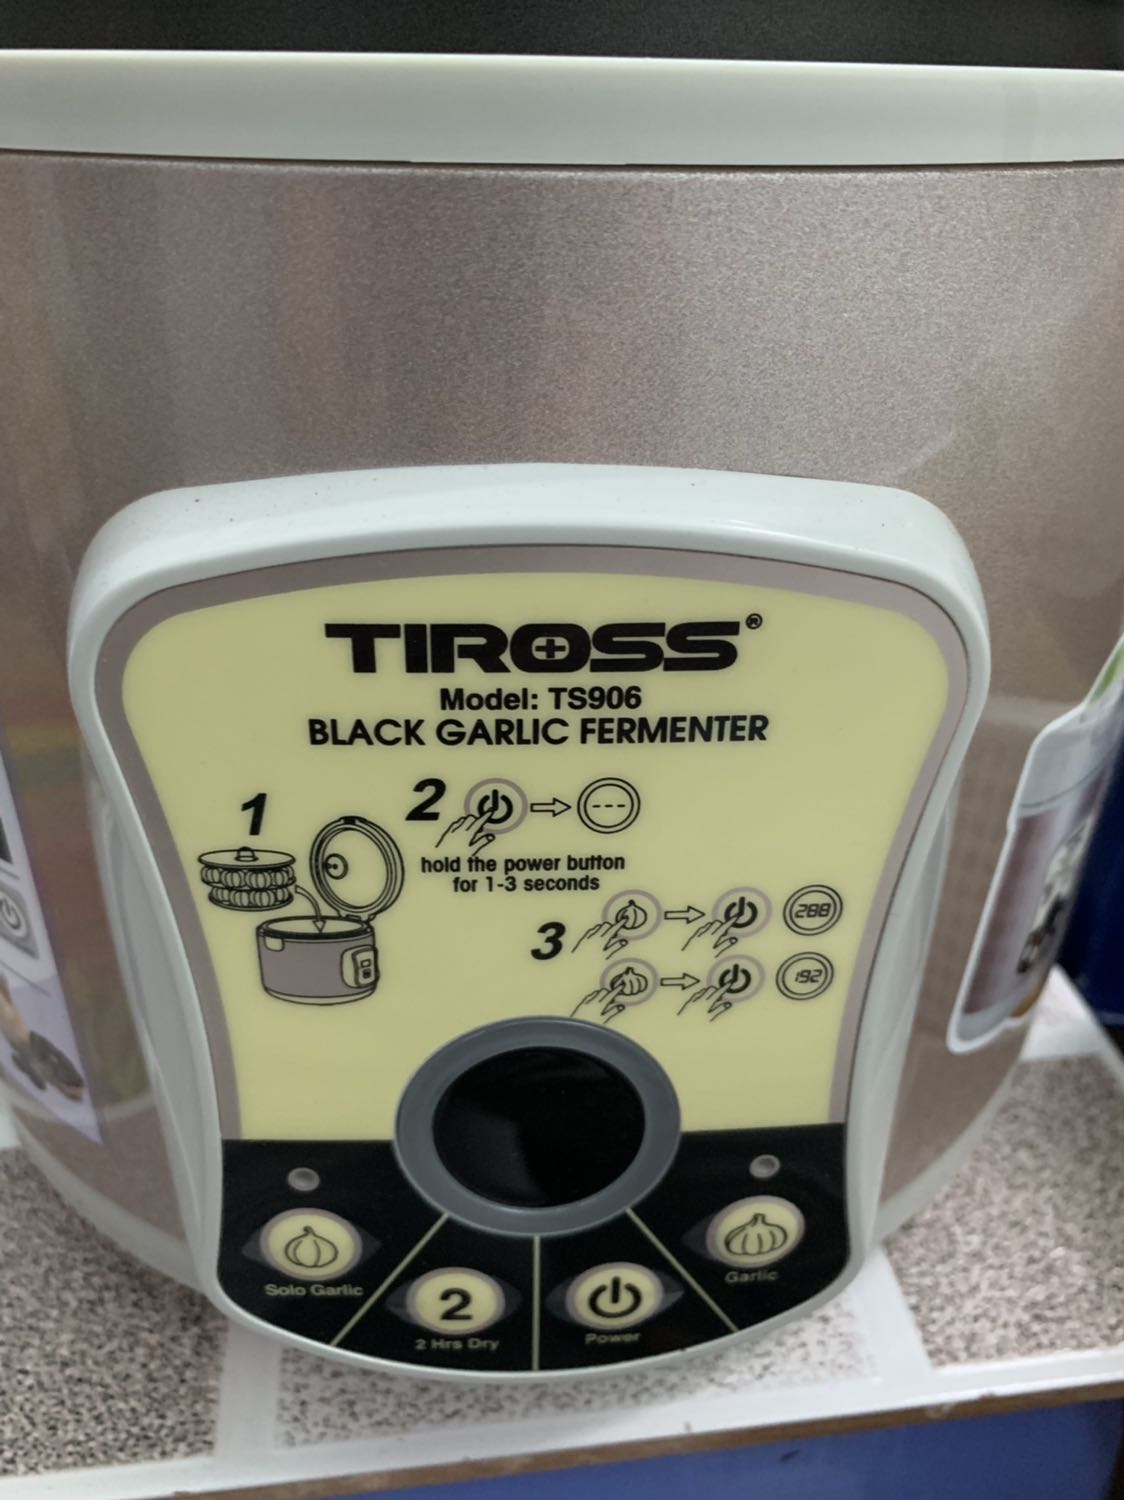 TIROSS®
Model: TS906
BLACK GARLIC FERMENTER
1
2
---
hold the power button
for 1-3 seconds
3
288
192
Solo Garlic
2
2 Hrs Dry
Power
Garlic